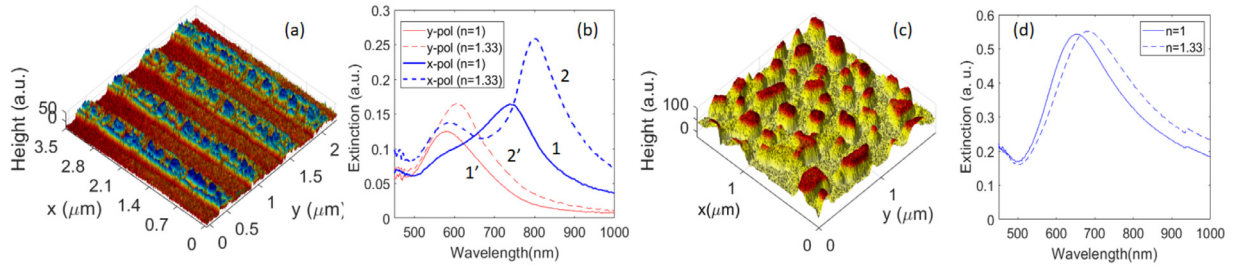 (a)
Height (a.u.)
50
0
3.5
2.8
2.1
1.4
0.7
0
x (μm)
0
0.5
1
1.5
2
y (μm)
(b)
Extinction (a.u.)
0.3
0.25
0.2
0.15
0.1
0.05
0
y-pol (n=1)
y-pol (n=1.33)
x-pol (n=1)
x-pol (n=1.33)
2
1
2'
1'
500 600 700 800 900 1000
Wavelength(nm)
(c)
Height (a.u.)
100
0
1
0
x(μm)
0
1
y (μm)
(d)
Extinction (a.u.)
0.6
0.5
0.4
0.3
0.2
0.1
0
n=1
n=1.33
500 600 700 800 900 1000
Wavelength(nm)